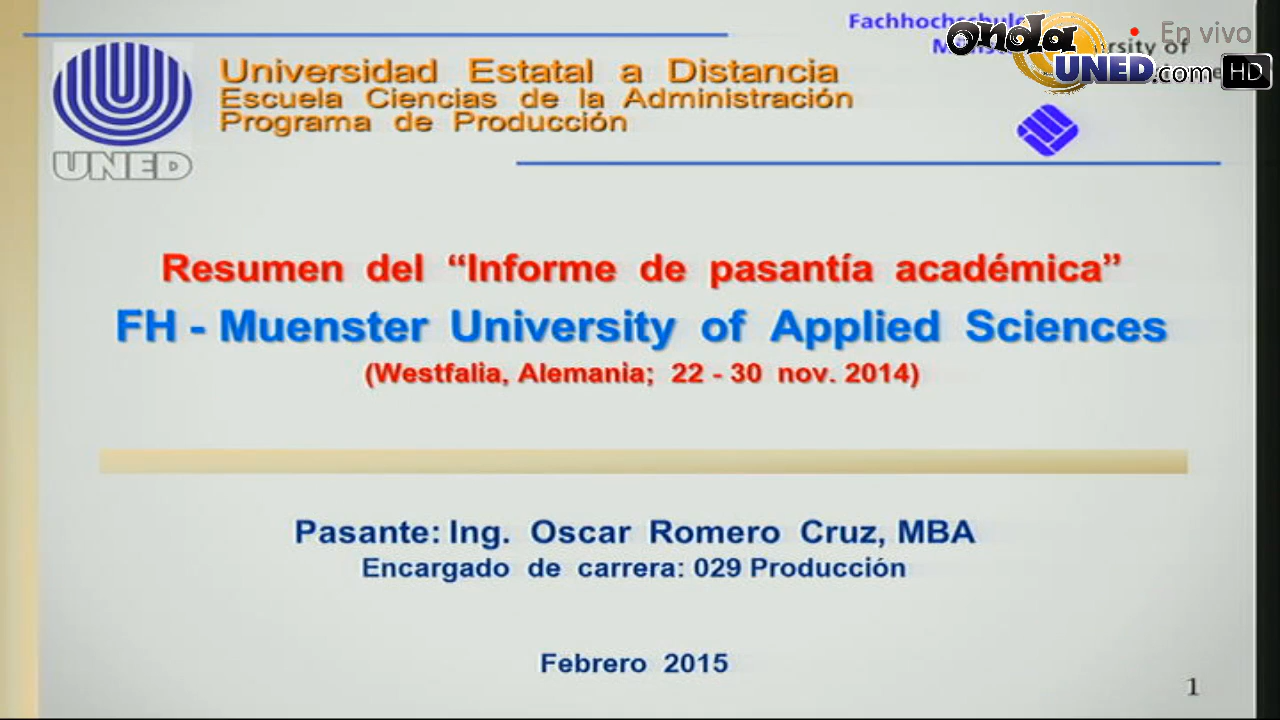 Fachhochschule
onda
En vivo
UNED.com
HD
rsity of
UNED
Universidad Estatal a Distancia
Escuela Ciencias de la Administración
Programa de Producción
Resumen del “Informe de pasantía académica”
FH - Muenster University of Applied Sciences
(Westfalia, Alemania; 22 - 30 nov. 2014)
Pasante: Ing. Oscar Romero Cruz, MBA
Encargado de carrera: 029 Producción
Febrero 2015
1